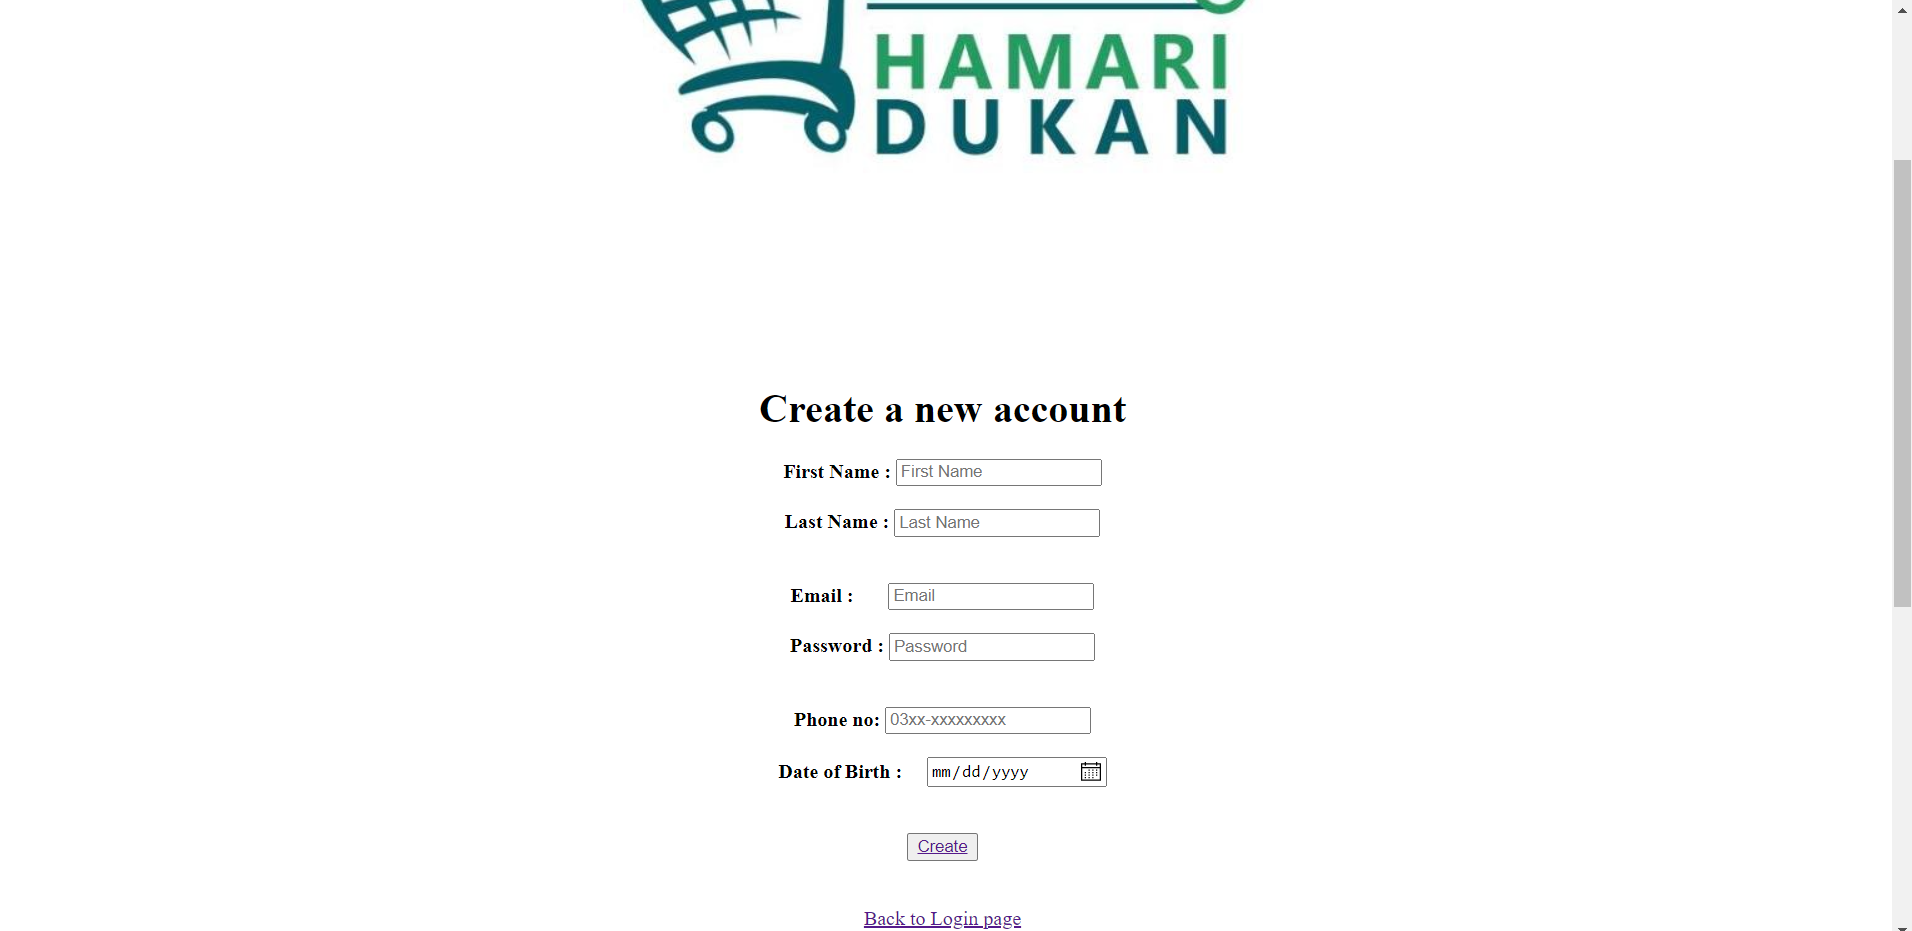 HAMARI
DUKAN
Create a new account
First Name : First Name
Last Name : Last Name
Email : Email
Password : Password
Phone no: 03xx-xxxxxxxxx
Date of Birth : mm/dd/yyyy
Create
Back to Login page